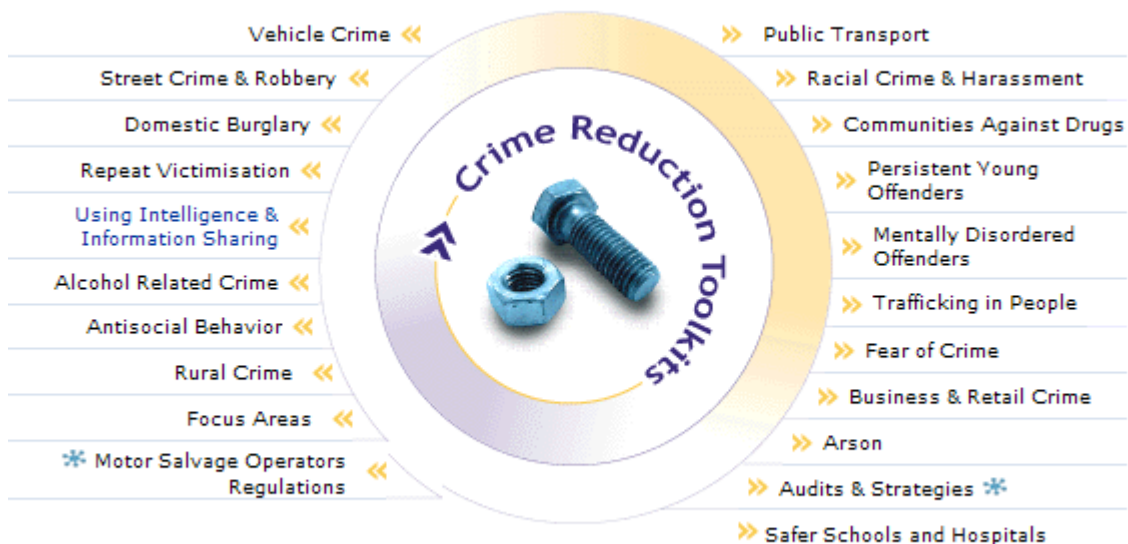 Vehicle Crime
Street Crime & Robbery
Domestic Burglary
Repeat Victimisation
Using Intelligence &
Information Sharing
Alcohol Related Crime
Antisocial Behavior
Rural Crime
Focus Areas
Motor Salvage Operators
Regulations
Crime Reduction Toolkits
Public Transport
Racial Crime & Harassment
Communities Against Drugs
Persistent Young
Offenders
Mentally Disordered
Offenders
Trafficking in People
Fear of Crime
Business & Retail Crime
Arson
Audits & Strategies
Safer Schools and Hospitals